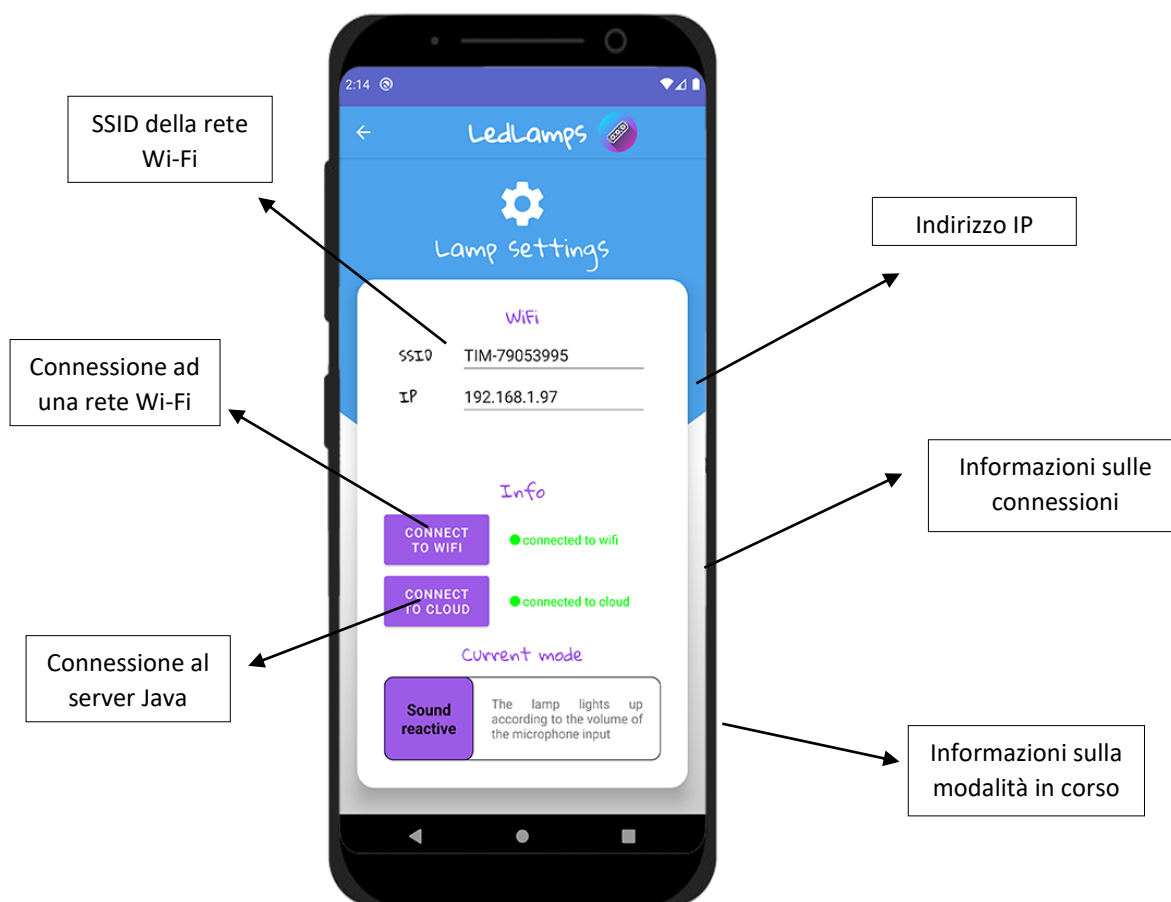 2:14
LedLamps
Lamp settings
WiFi
SSID TIM-79053995
IP 192.168.1.97
Info
CONNECT
TO WIFI
connected to wifi
CONNECT
TO CLOUD
connected to cloud
Current mode
Sound
reactive
The lamp lights up
according to the volume of
the microphone input
SSID della rete
Wi-Fi
Connessione ad
una rete Wi-Fi
Connessione al
server Java
Indirizzo IP
Informazioni sulle
connessioni
Informazioni sulla
modalità in corso